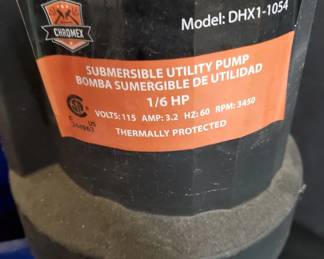 Model: DHX1-1054
CHROMEX
SUBMERSIBLE UTILITY PUMP
BOMBA SUMERGIBLE DE UTILIDAD
1/6 HP
VOLTS: 115 AMP: 3.2 HZ: 60 RPM: 3450
US
THERMALLY PROTECTED